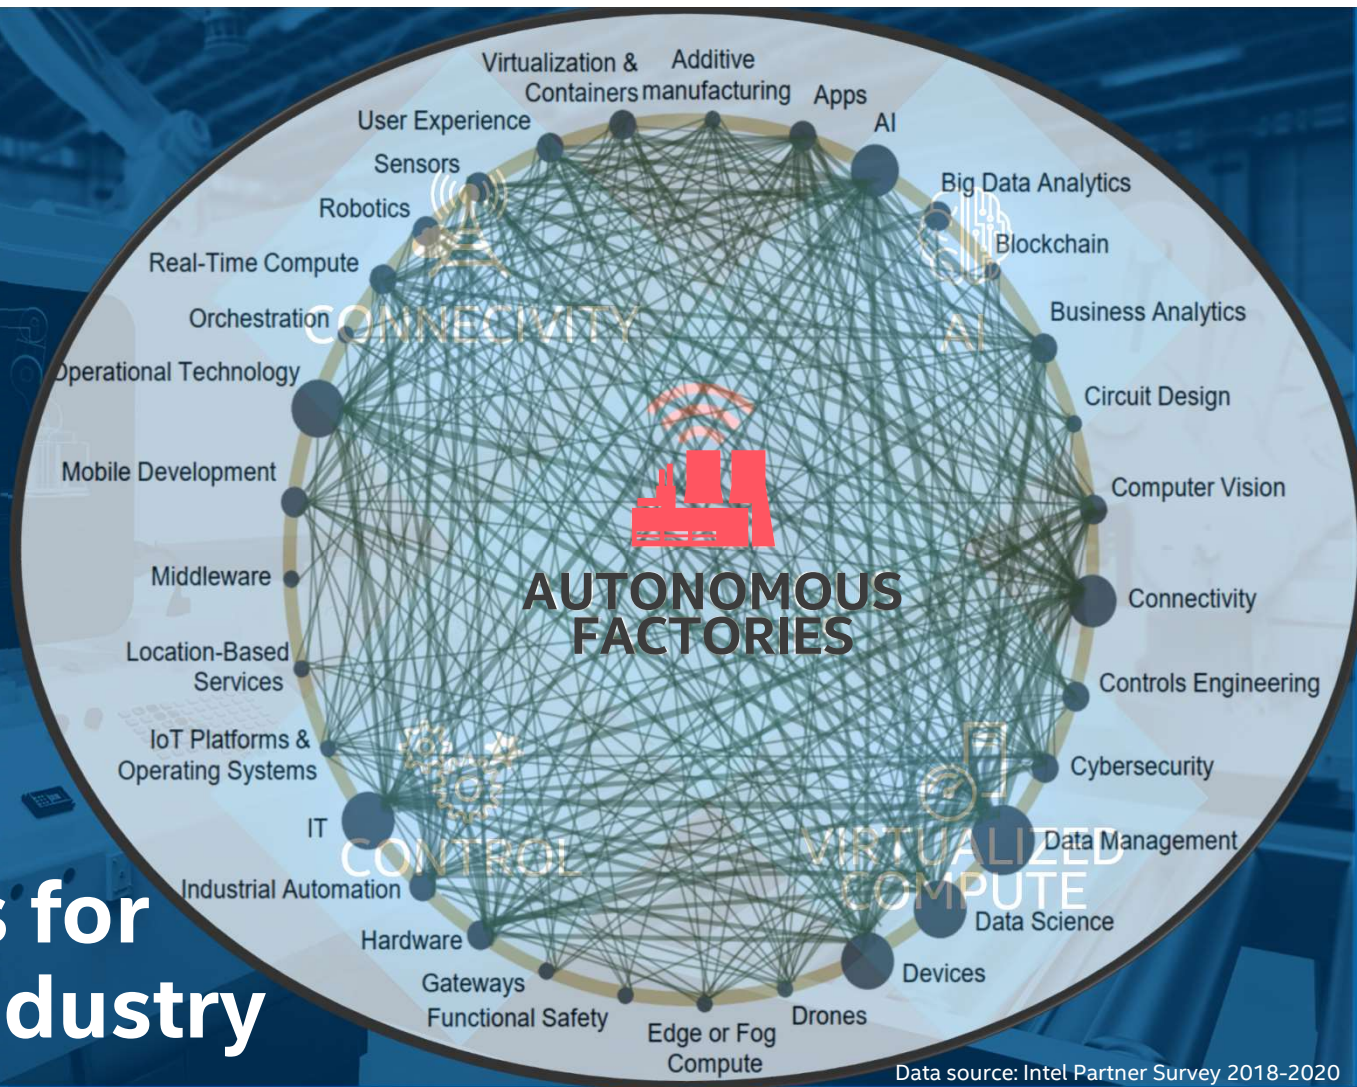 Virtualization &
Containers
Additive
manufacturing
Apps
AI
User Experience
Sensors
Big Data Analytics
Robotics
Blockchain
Real-Time Compute
Orchestration
CONNECIVITY
AI
Business Analytics
Operational Technology
Circuit Design
Mobile Development
Computer Vision
AUTONOMOUS
FACTORIES
Middleware
Connectivity
Location-Based
Services
Controls Engineering
IoT Platforms &
Operating Systems
Cybersecurity
IT
CONTROL
VIRTUALIZED
COMPUTE
Data Management
Industrial Automation
Data Science
s for
dustry
Hardware
Gateways
Devices
Functional Safety
Edge or Fog
Compute
Drones
Data source: Intel Partner Survey 2018-2020